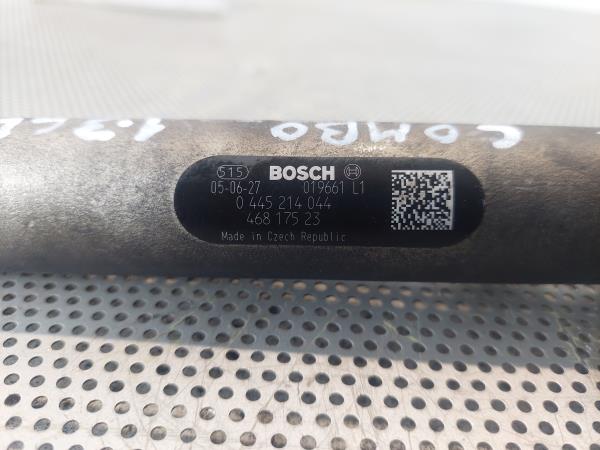 COMBO 1.3CD
515 BOSCH
05-06-27 019661 L1
0 445 214 044
468 175 23
Made in Czech Republic